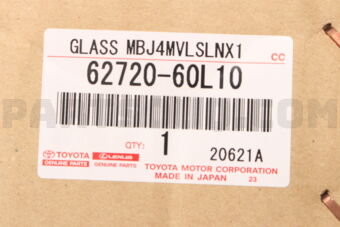 GLASS MBJ4MVLSLNX1
CC
62720-60L10
QTY:
1
20621A
TOYOTA
GENUINE PARTS
LEXUS
GENUINE PARTS
TOYOTA MOTOR CORPORATION
MADE IN JAPAN
23